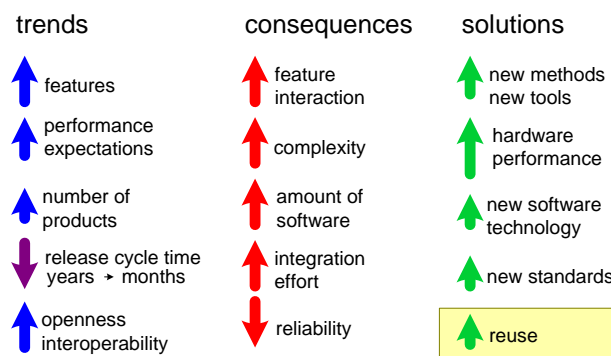 trends
features
performance
expectations
number of
products
release cycle time
years → months
openness
interoperability
consequences
feature
interaction
complexity
amount of
software
integration
effort
reliability
solutions
new methods
new tools
hardware
performance
new software
technology
new standards
reuse